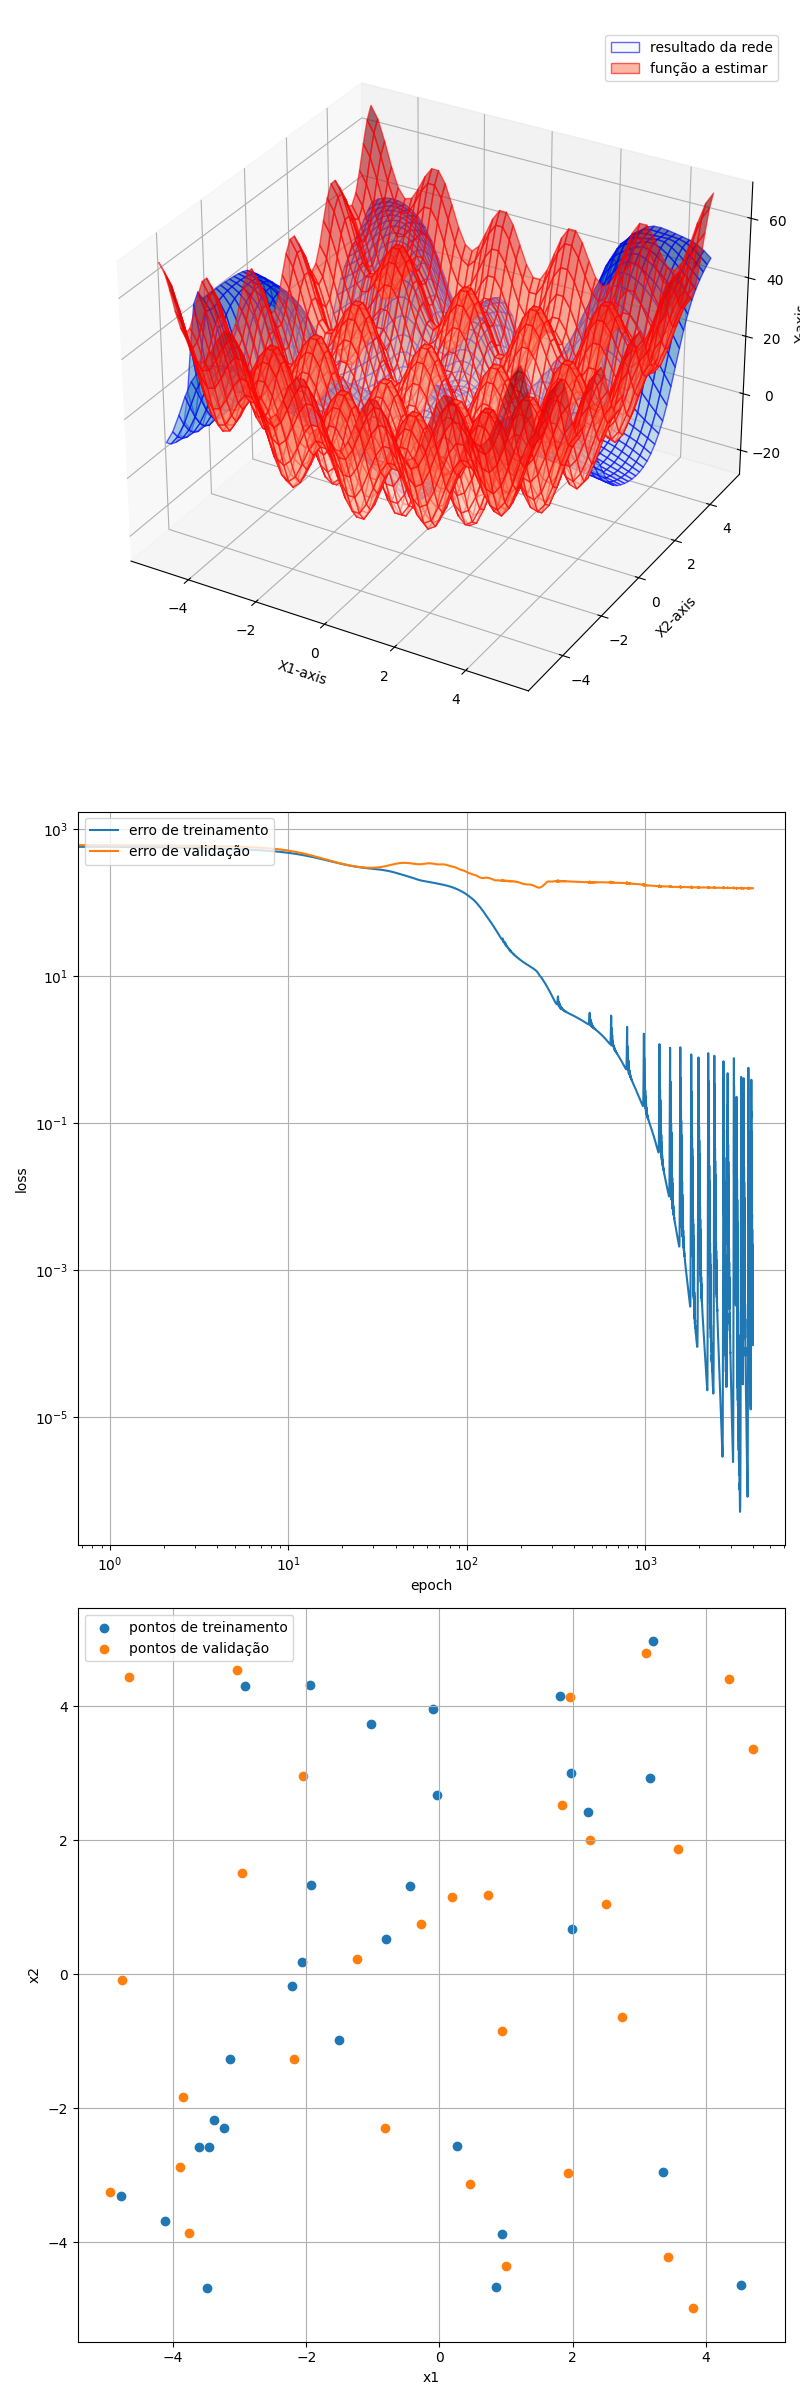 resultado da rede
função a estimar
60
40
20
0
−20
4
2
0
−2
−4
X2-axis
−4
−2
0
2
4
X1-axis
10³
10¹
10⁻¹
10⁻³
10⁻⁵
loss
erro de treinamento
erro de validação
10⁰
10¹
10²
10³
epoch
pontos de treinamento
pontos de validação
4
2
0
−2
−4
x2
−4
−2
0
2
4
x1